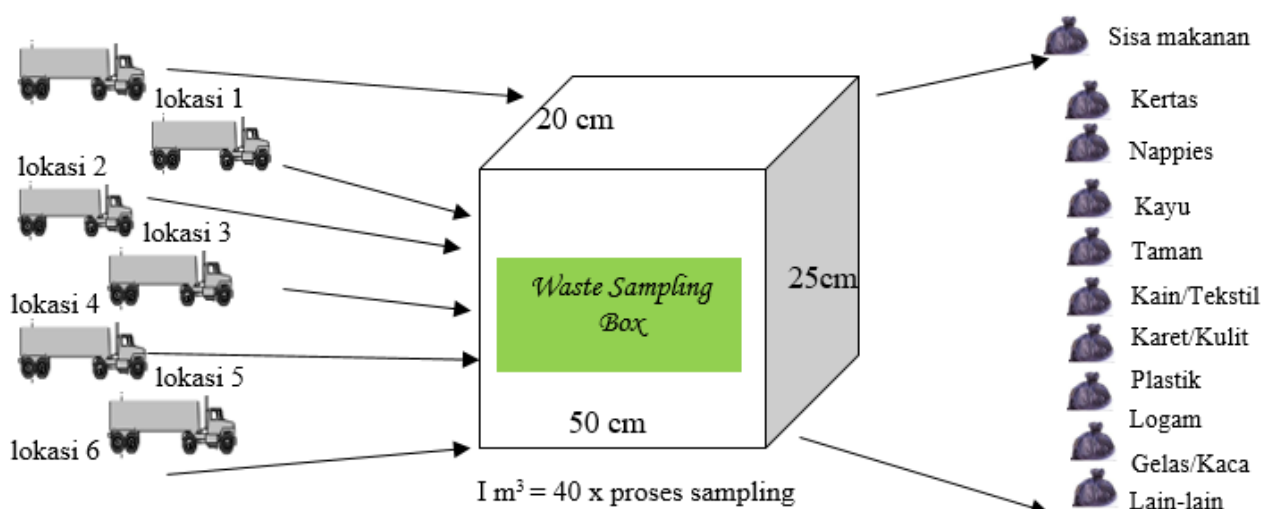 lokasi 1
lokasi 2
lokasi 3
lokasi 4
lokasi 5
lokasi 6
20 cm
25cm
Waste Sampling
Box
50 cm
I m³ = 40 x proses sampling
Sisa makanan
Kertas
Nappies
Kayu
Taman
Kain/Tekstil
Karet/Kulit
Plastik
Logam
Gelas/Kaca
Lain-lain